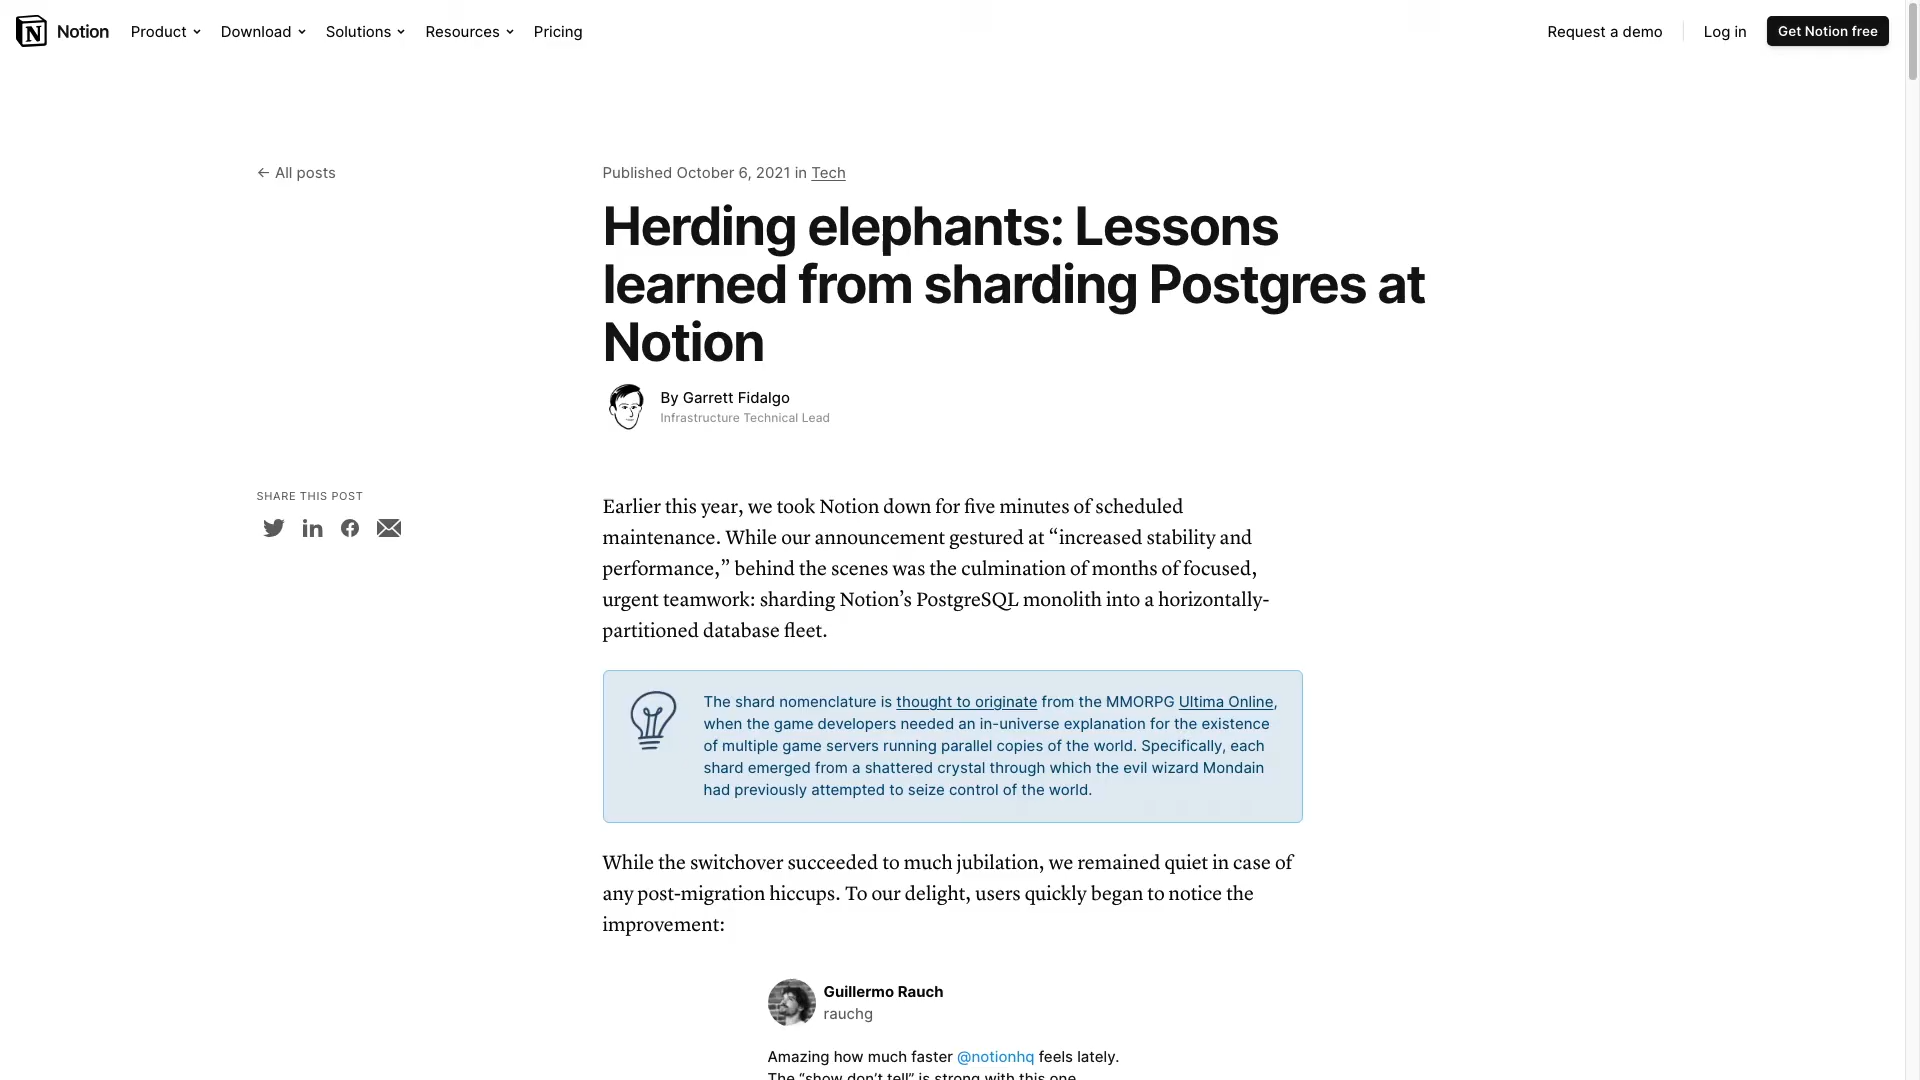 Notion Product Download Solutions Resources Pricing Request a demo Log in Get Notion free
← All posts
Published October 6, 2021 in Tech
Herding elephants: Lessons
learned from sharding Postgres at
Notion
By Garrett Fidalgo
Infrastructure Technical Lead
SHARE THIS POST
Earlier this year, we took Notion down for five minutes of scheduled
maintenance. While our announcement gestured at “increased stability and
performance,” behind the scenes was the culmination of months of focused,
urgent teamwork: sharding Notion’s PostgreSQL monolith into a horizontally-
partitioned database fleet.
The shard nomenclature is thought to originate from the MMORPG Ultima Online,
when the game developers needed an in-universe explanation for the existence
of multiple game servers running parallel copies of the world. Specifically, each
shard emerged from a shattered crystal through which the evil wizard Mondain
had previously attempted to seize control of the world.
While the switchover succeeded to much jubilation, we remained quiet in case of
any post-migration hiccups. To our delight, users quickly began to notice the
improvement:
Guillermo Rauch
rauchg
Amazing how much faster @notionhq feels lately.
The “show don’t tell” is strong with this one